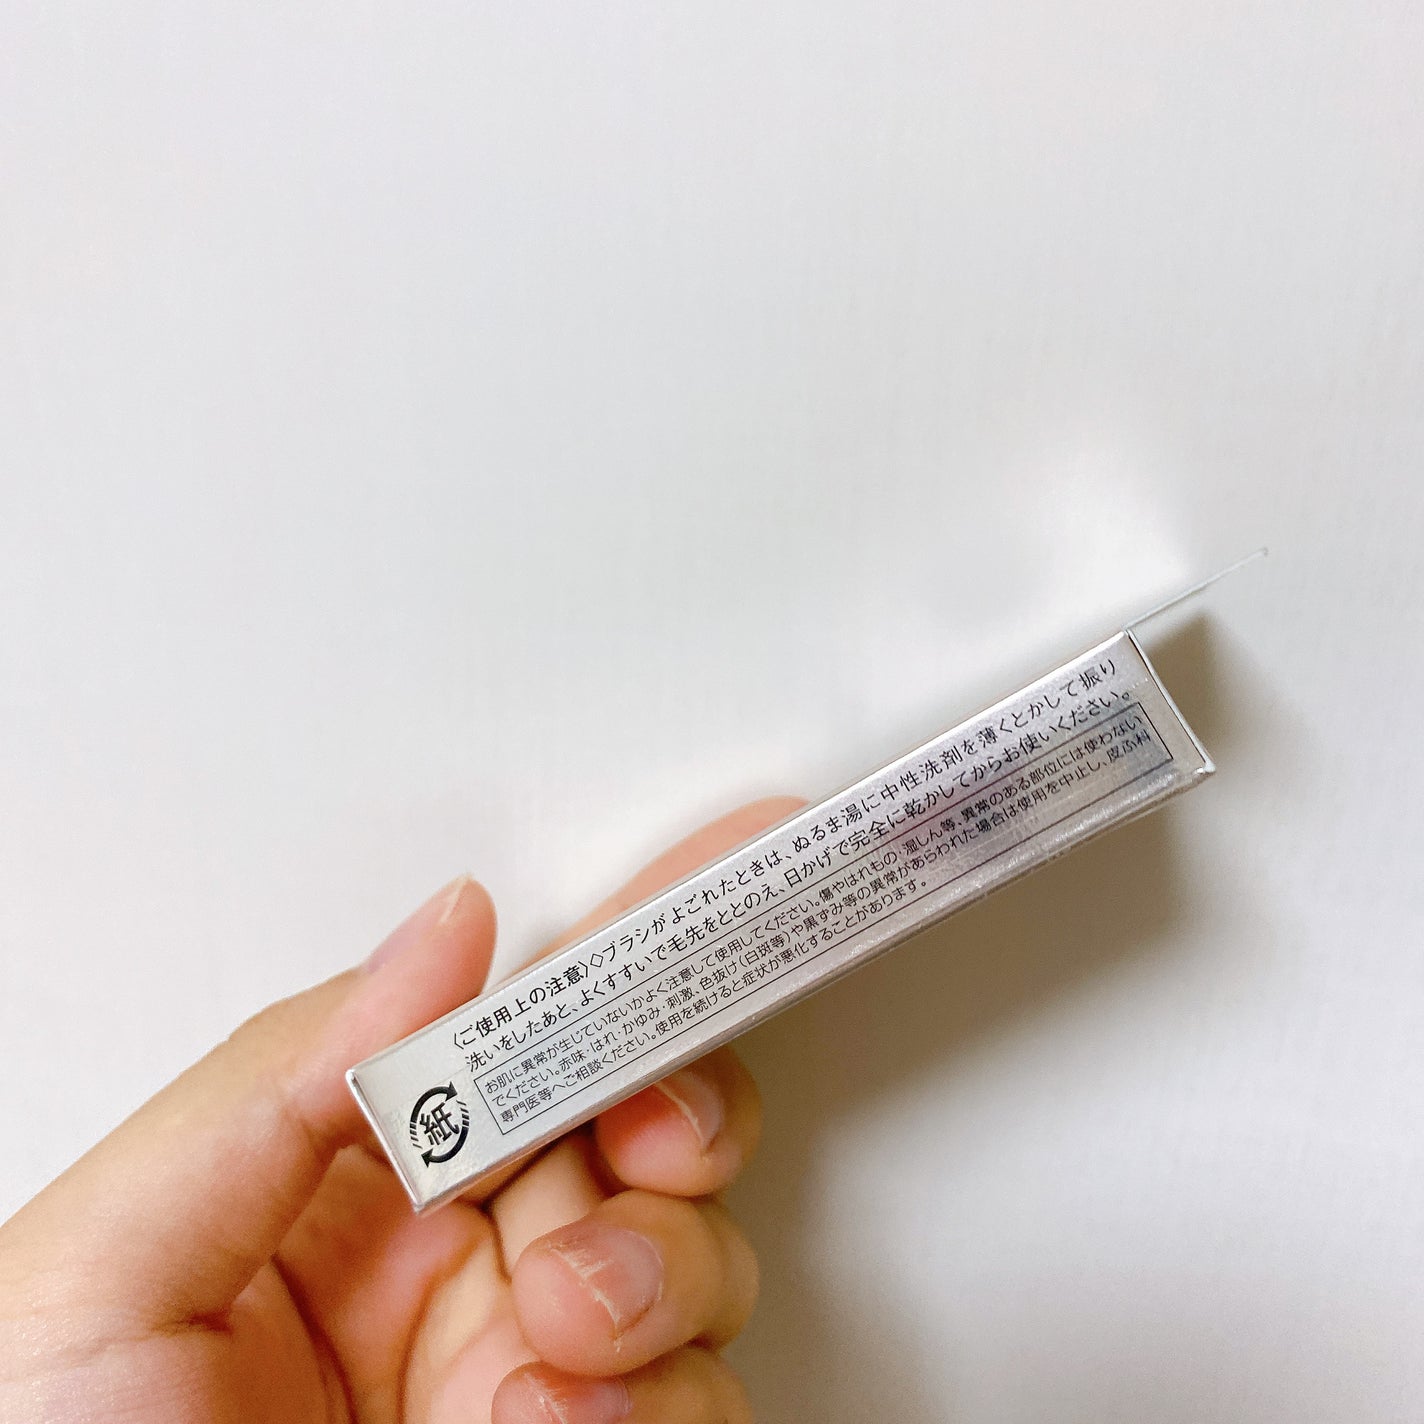 〈ご使用上の注意〉◇ブラシがよごれたときは、ぬるま湯に中性洗剤を薄くとかして振り
洗いをしたあと、よくすすいで毛先をととのえ、日かげで完全に乾かしてからお使いください。
お肌に異常が生じていないかよく注意して使用してください。傷やはれもの・湿しん等、異常のある部位には使わない
でください。赤味・はれ・かゆみ・刺激、色抜け(白斑等)や黒ずみ等の異常があらわれた場合は使用を中止し、皮ふ科
専門医等へご相談ください。使用を続けると症状が悪化することがあります。
紙